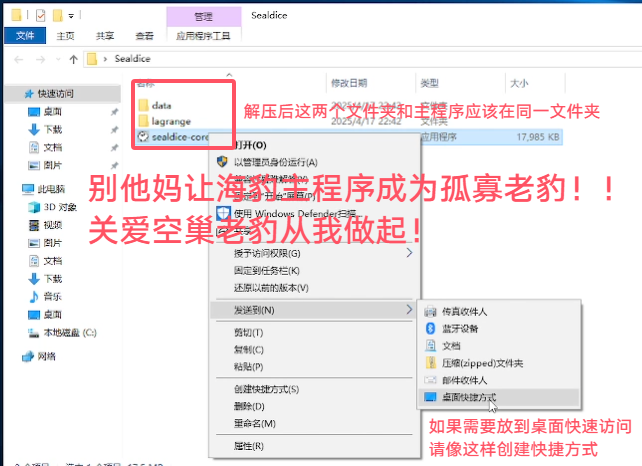 管理
Sealdice
文件
主页
共享
查看
应用程序工具
Sealdice
修改日期
类型
大小
快速访问
桌面
下载
文档
图片
此电脑
3D 对象
视频
图片
文档
下载
音乐
桌面
本地磁盘 (C:)
网络
data
lagrange
2025/4/17 22:42
sealdice-core
应用程序
17,985 KB
解压后这两个文件夹和主程序应该在同一文件夹
打开(O)
以管理员身份运行(A)
别他妈让海豹主程序成为孤寡老豹！！
使用 Windows Defender扫描...
关爱空巢老豹从我做起！
授予访问权限(G)
固定到任务栏(K)
还原以前的版本(V)
发送到(N)
剪切(T)
复制(C)
粘贴(P)
创建快捷方式(S)
删除(D)
重命名(M)
属性(R)
传真收件人
蓝牙设备
文档
压缩(zipped)文件夹
邮件收件人
桌面快捷方式
如果需要放到桌面快速访问
请像这样创建快捷方式